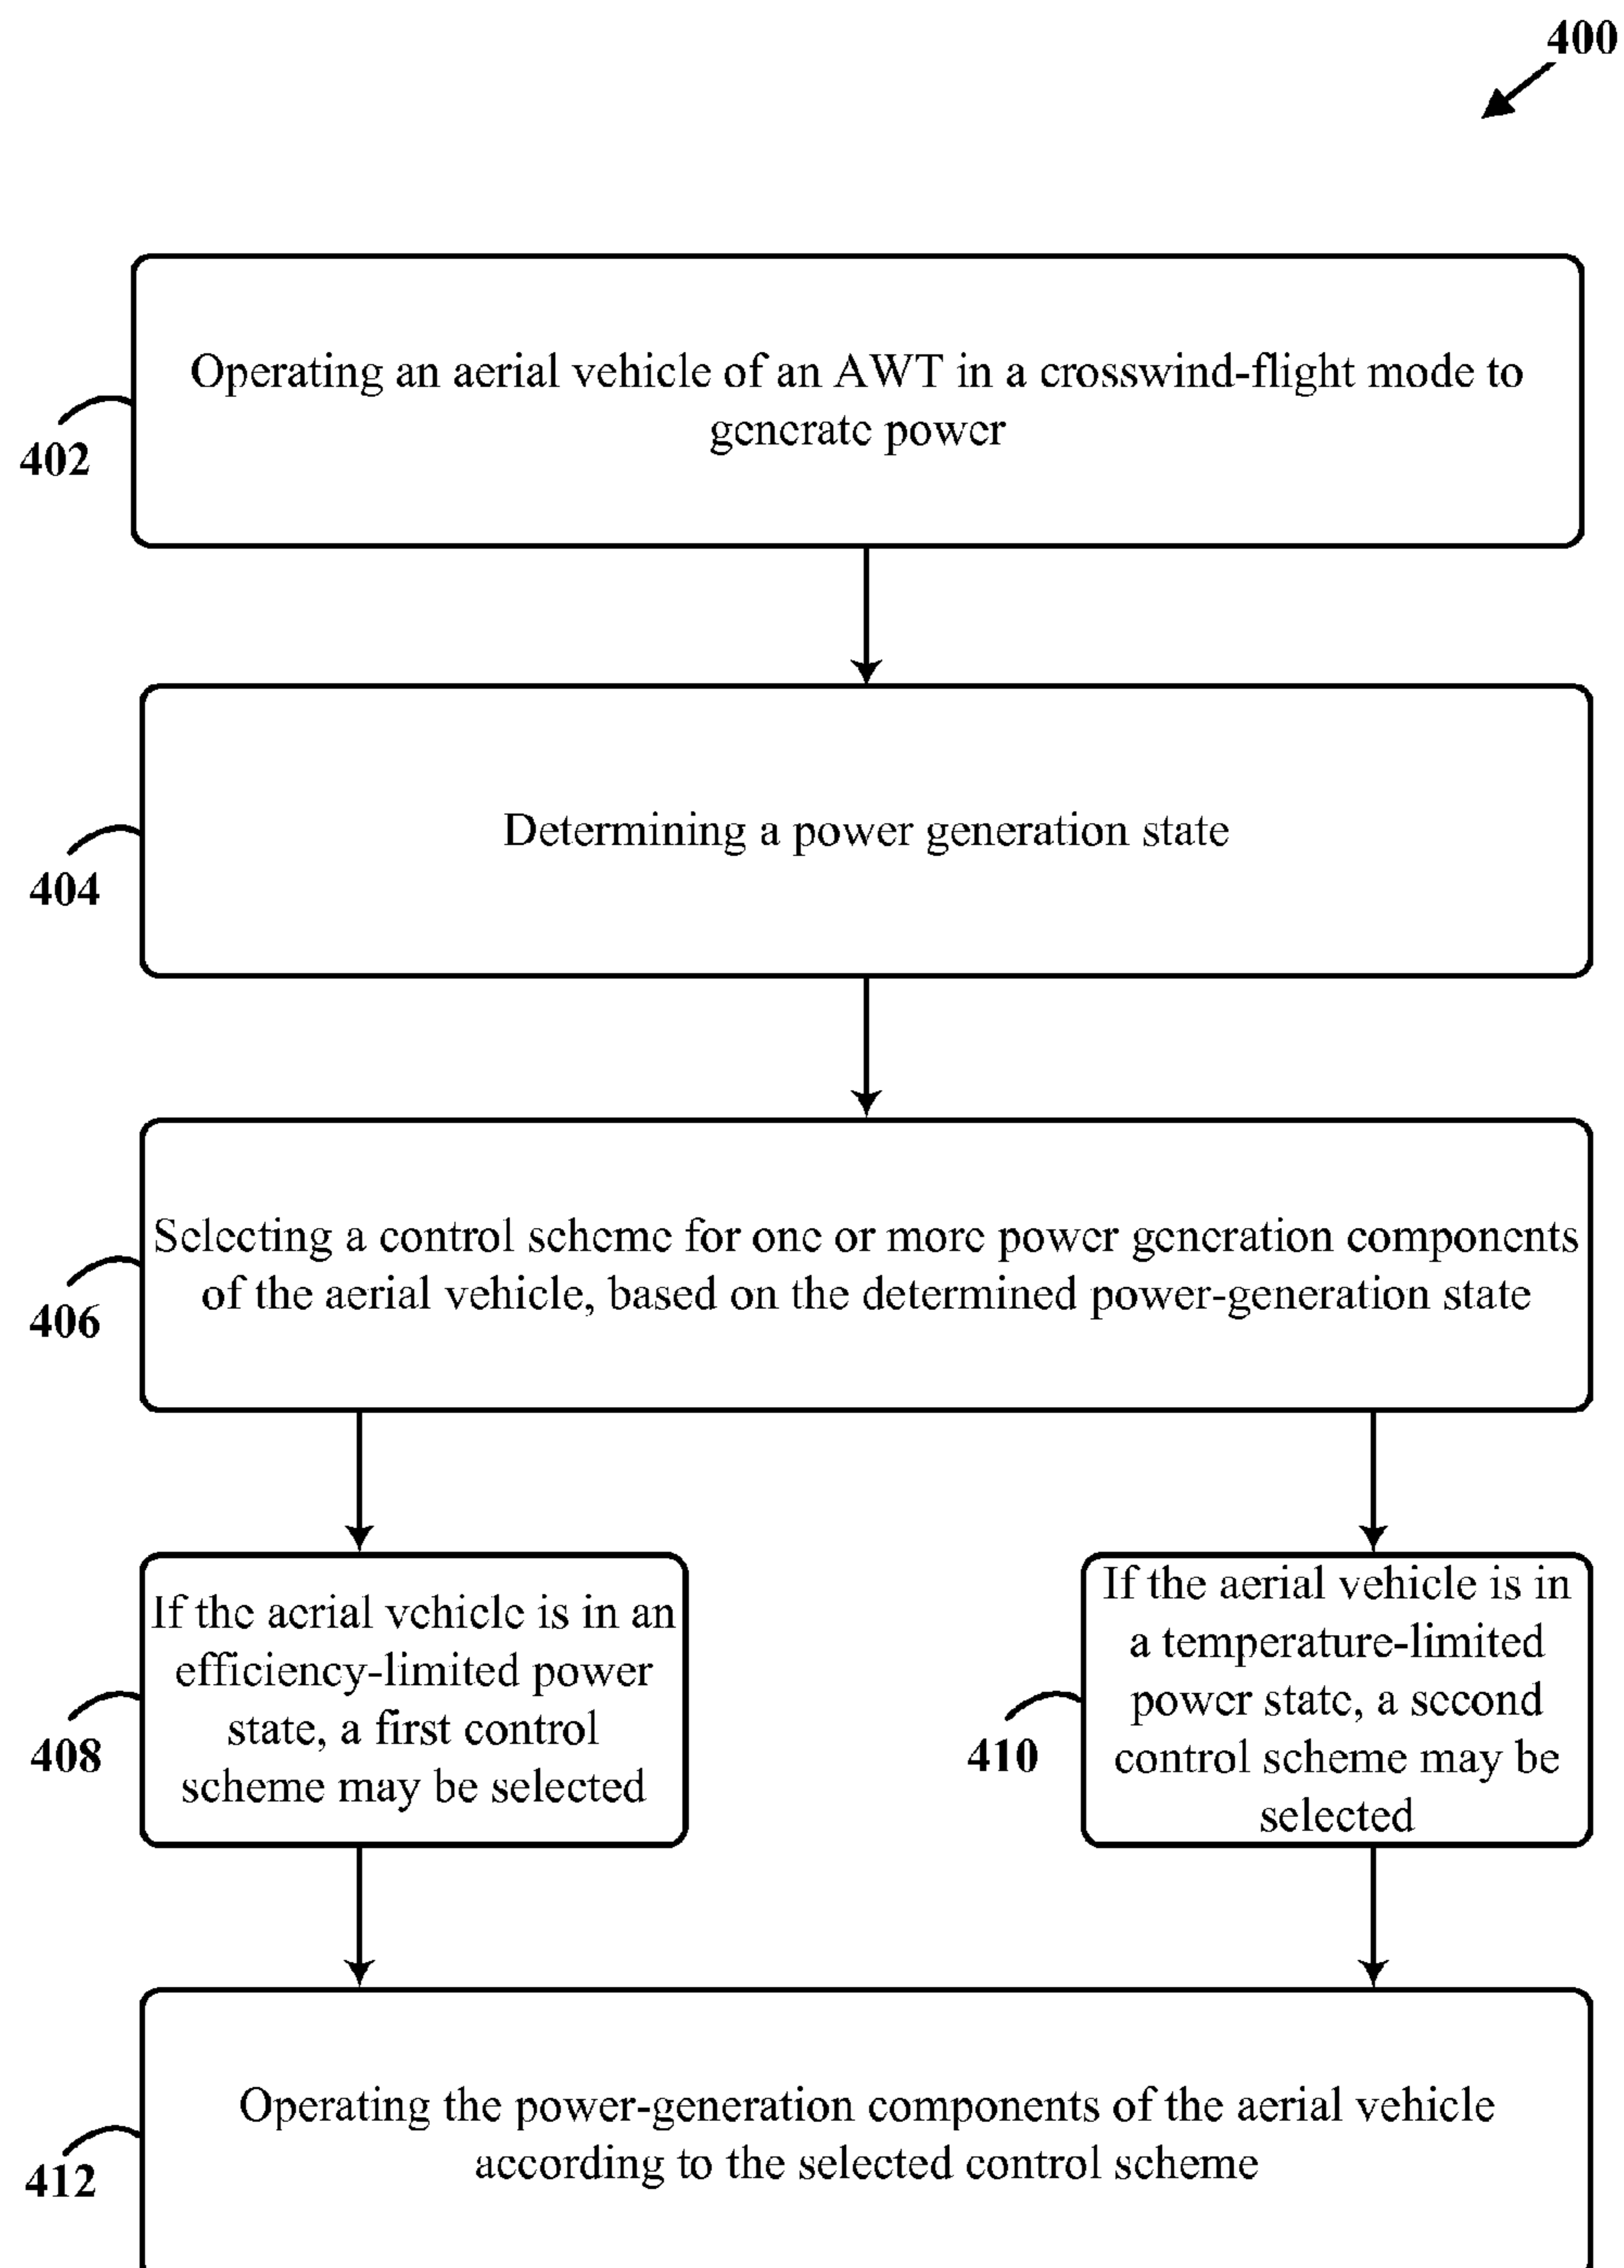 400
Operating an aerial vehicle of an AWT in a crosswind-flight mode to
generate power
402
Determining a power generation state
404
Selecting a control scheme for one or more power generation components
of the aerial vehicle, based on the determined power-generation state
406
If the aerial vehicle is in an
efficiency-limited power
state, a first control
scheme may be selected
408
If the aerial vehicle is in
a temperature-limited
power state, a second
control scheme may be
selected
410
Operating the power-generation components of the aerial vehicle
according to the selected control scheme
412